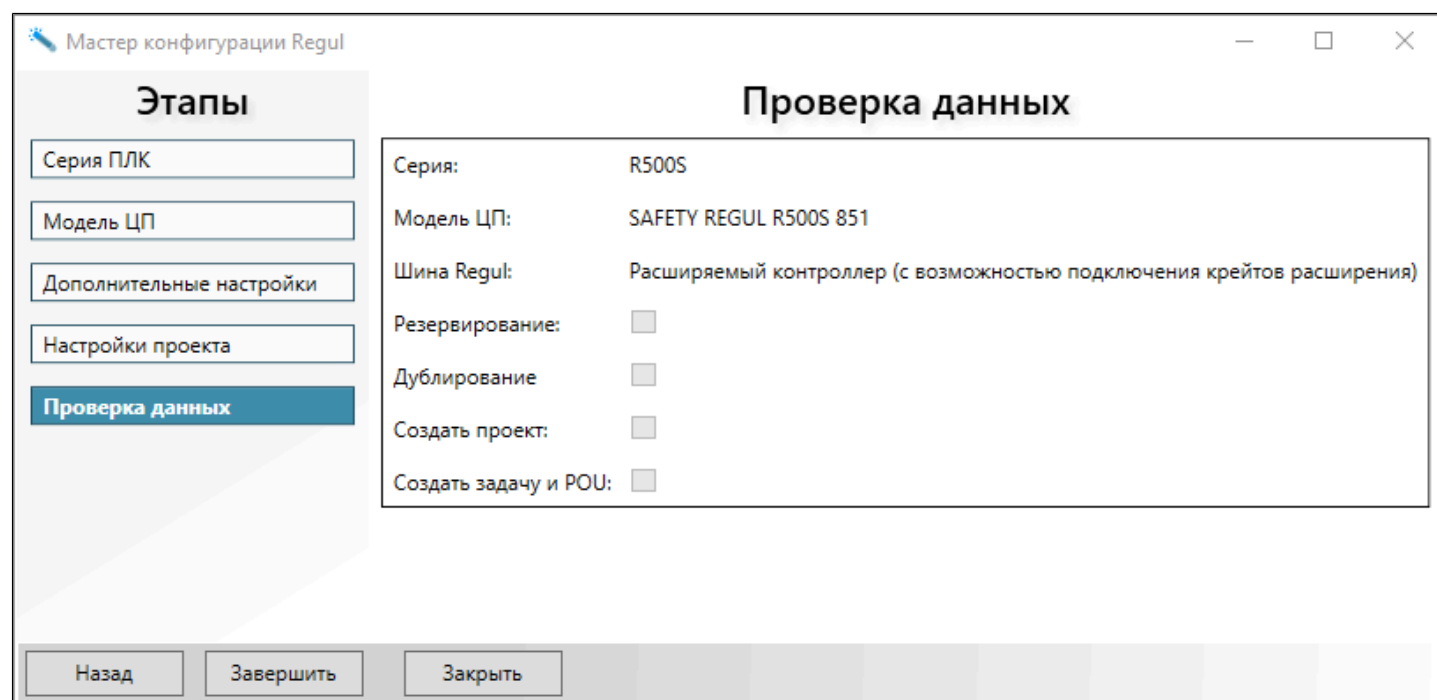 Мастер конфигурации Regul
Этапы
Серия ПЛК
Модель ЦП
Дополнительные настройки
Настройки проекта
Проверка данных
Проверка данных
Серия: R500S
Модель ЦП: SAFETY REGUL R500S 851
Шина Regul: Расширяемый контроллер (с возможностью подключения крейтов расширения)
Резервирование:
Дублирование
Создать проект:
Создать задачу и POU:
Назад Завершить Закрыть